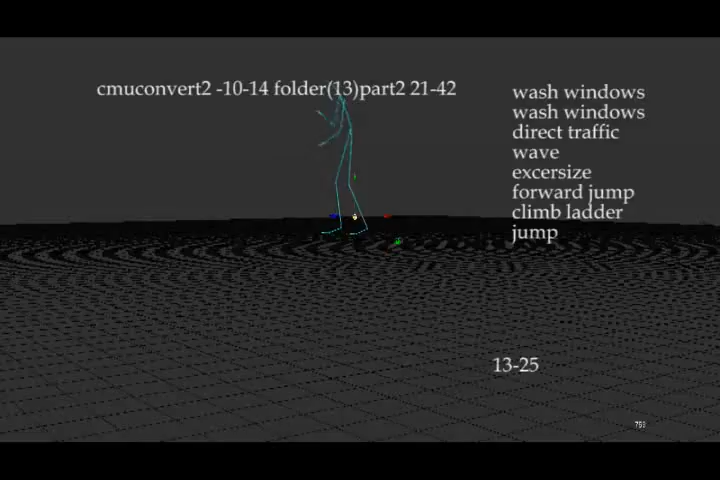 cmuconvert2 -10-14 folder(13)part2 21-42
wash windows
wash windows
direct traffic
wave
excersize
forward jump
climb ladder
jump
13-25